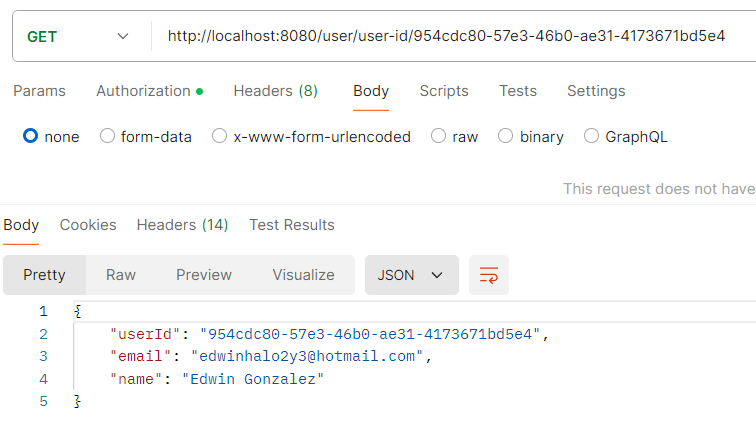 GET http://localhost:8080/user/user-id/954cdc80-57e3-46b0-ae31-4173671bd5e4
Params Authorization Headers (8) Body Scripts Tests Settings
none form-data x-www-form-urlencoded raw binary GraphQL
This request does not have
Body Cookies Headers (14) Test Results
Pretty Raw Preview Visualize JSON
1 {
2 "userId": "954cdc80-57e3-46b0-ae31-4173671bd5e4",
3 "email": "edwinhalo2y3@hotmail.com",
4 "name": "Edwin Gonzalez"
5 }